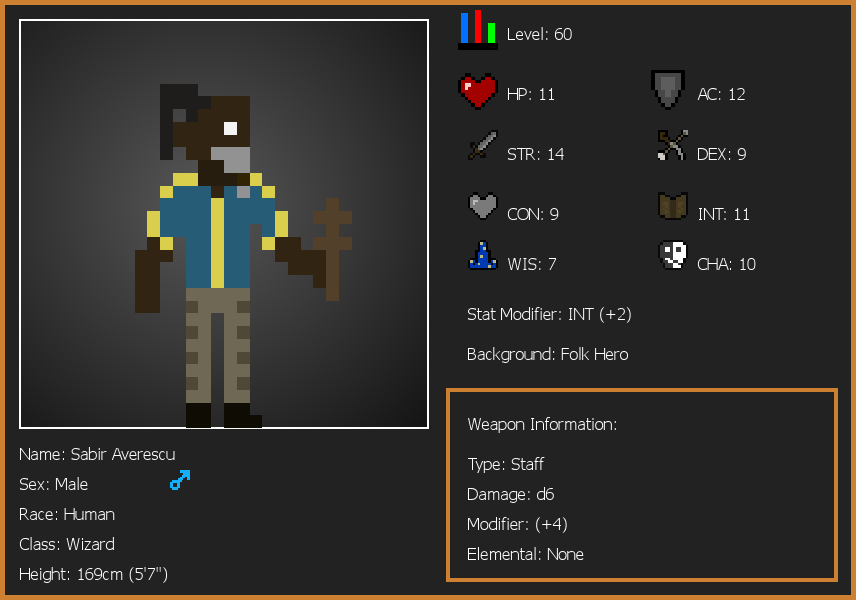 Level: 60
HP: 11
AC: 12
STR: 14
DEX: 9
CON: 9
INT: 11
WIS: 7
CHA: 10
Stat Modifier: INT (+2)
Background: Folk Hero
Weapon Information:
Type: Staff
Damage: d6
Modifier: (+4)
Elemental: None
Name: Sabir Averescu
Sex: Male
Race: Human
Class: Wizard
Height: 169cm (5'7")